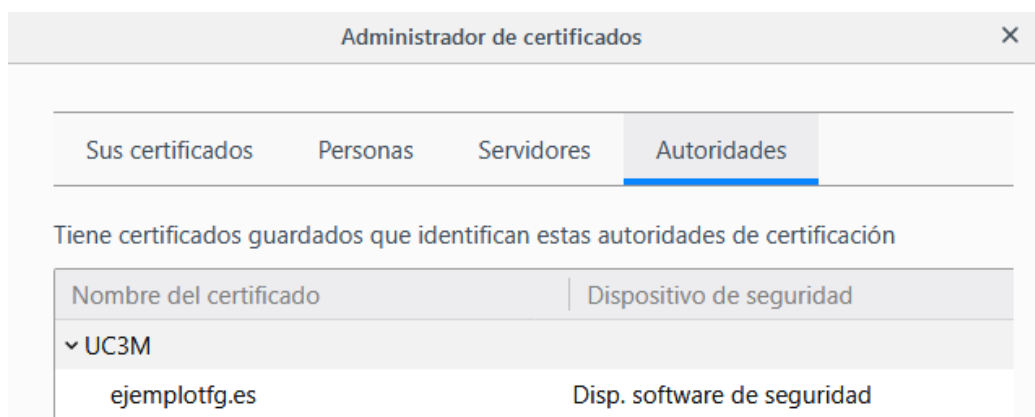 Administrador de certificados
Sus certificados Personas Servidores Autoridades
Tiene certificados guardados que identifican estas autoridades de certificación
Nombre del certificado Dispositivo de seguridad
UC3M
ejemplotfg.es Disp. software de seguridad